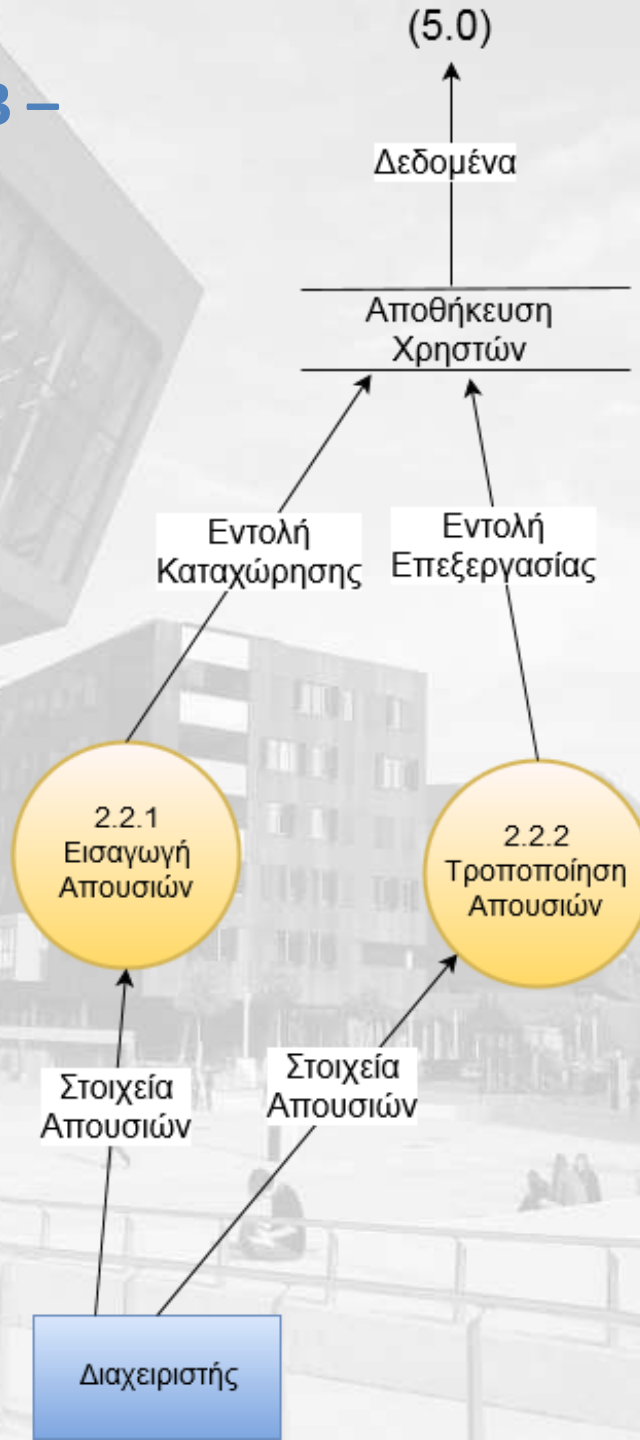 (5.0)
3 –
Δεδομένα
Αποθήκευση
Χρηστών
Εντολή
Καταχώρησης
Εντολή
Επεξεργασίας
2.2.1
Εισαγωγή
Απουσιών
2.2.2
Τροποποίηση
Απουσιών
Στοιχεία
Απουσιών
Στοιχεία
Απουσιών
Διαχειριστής